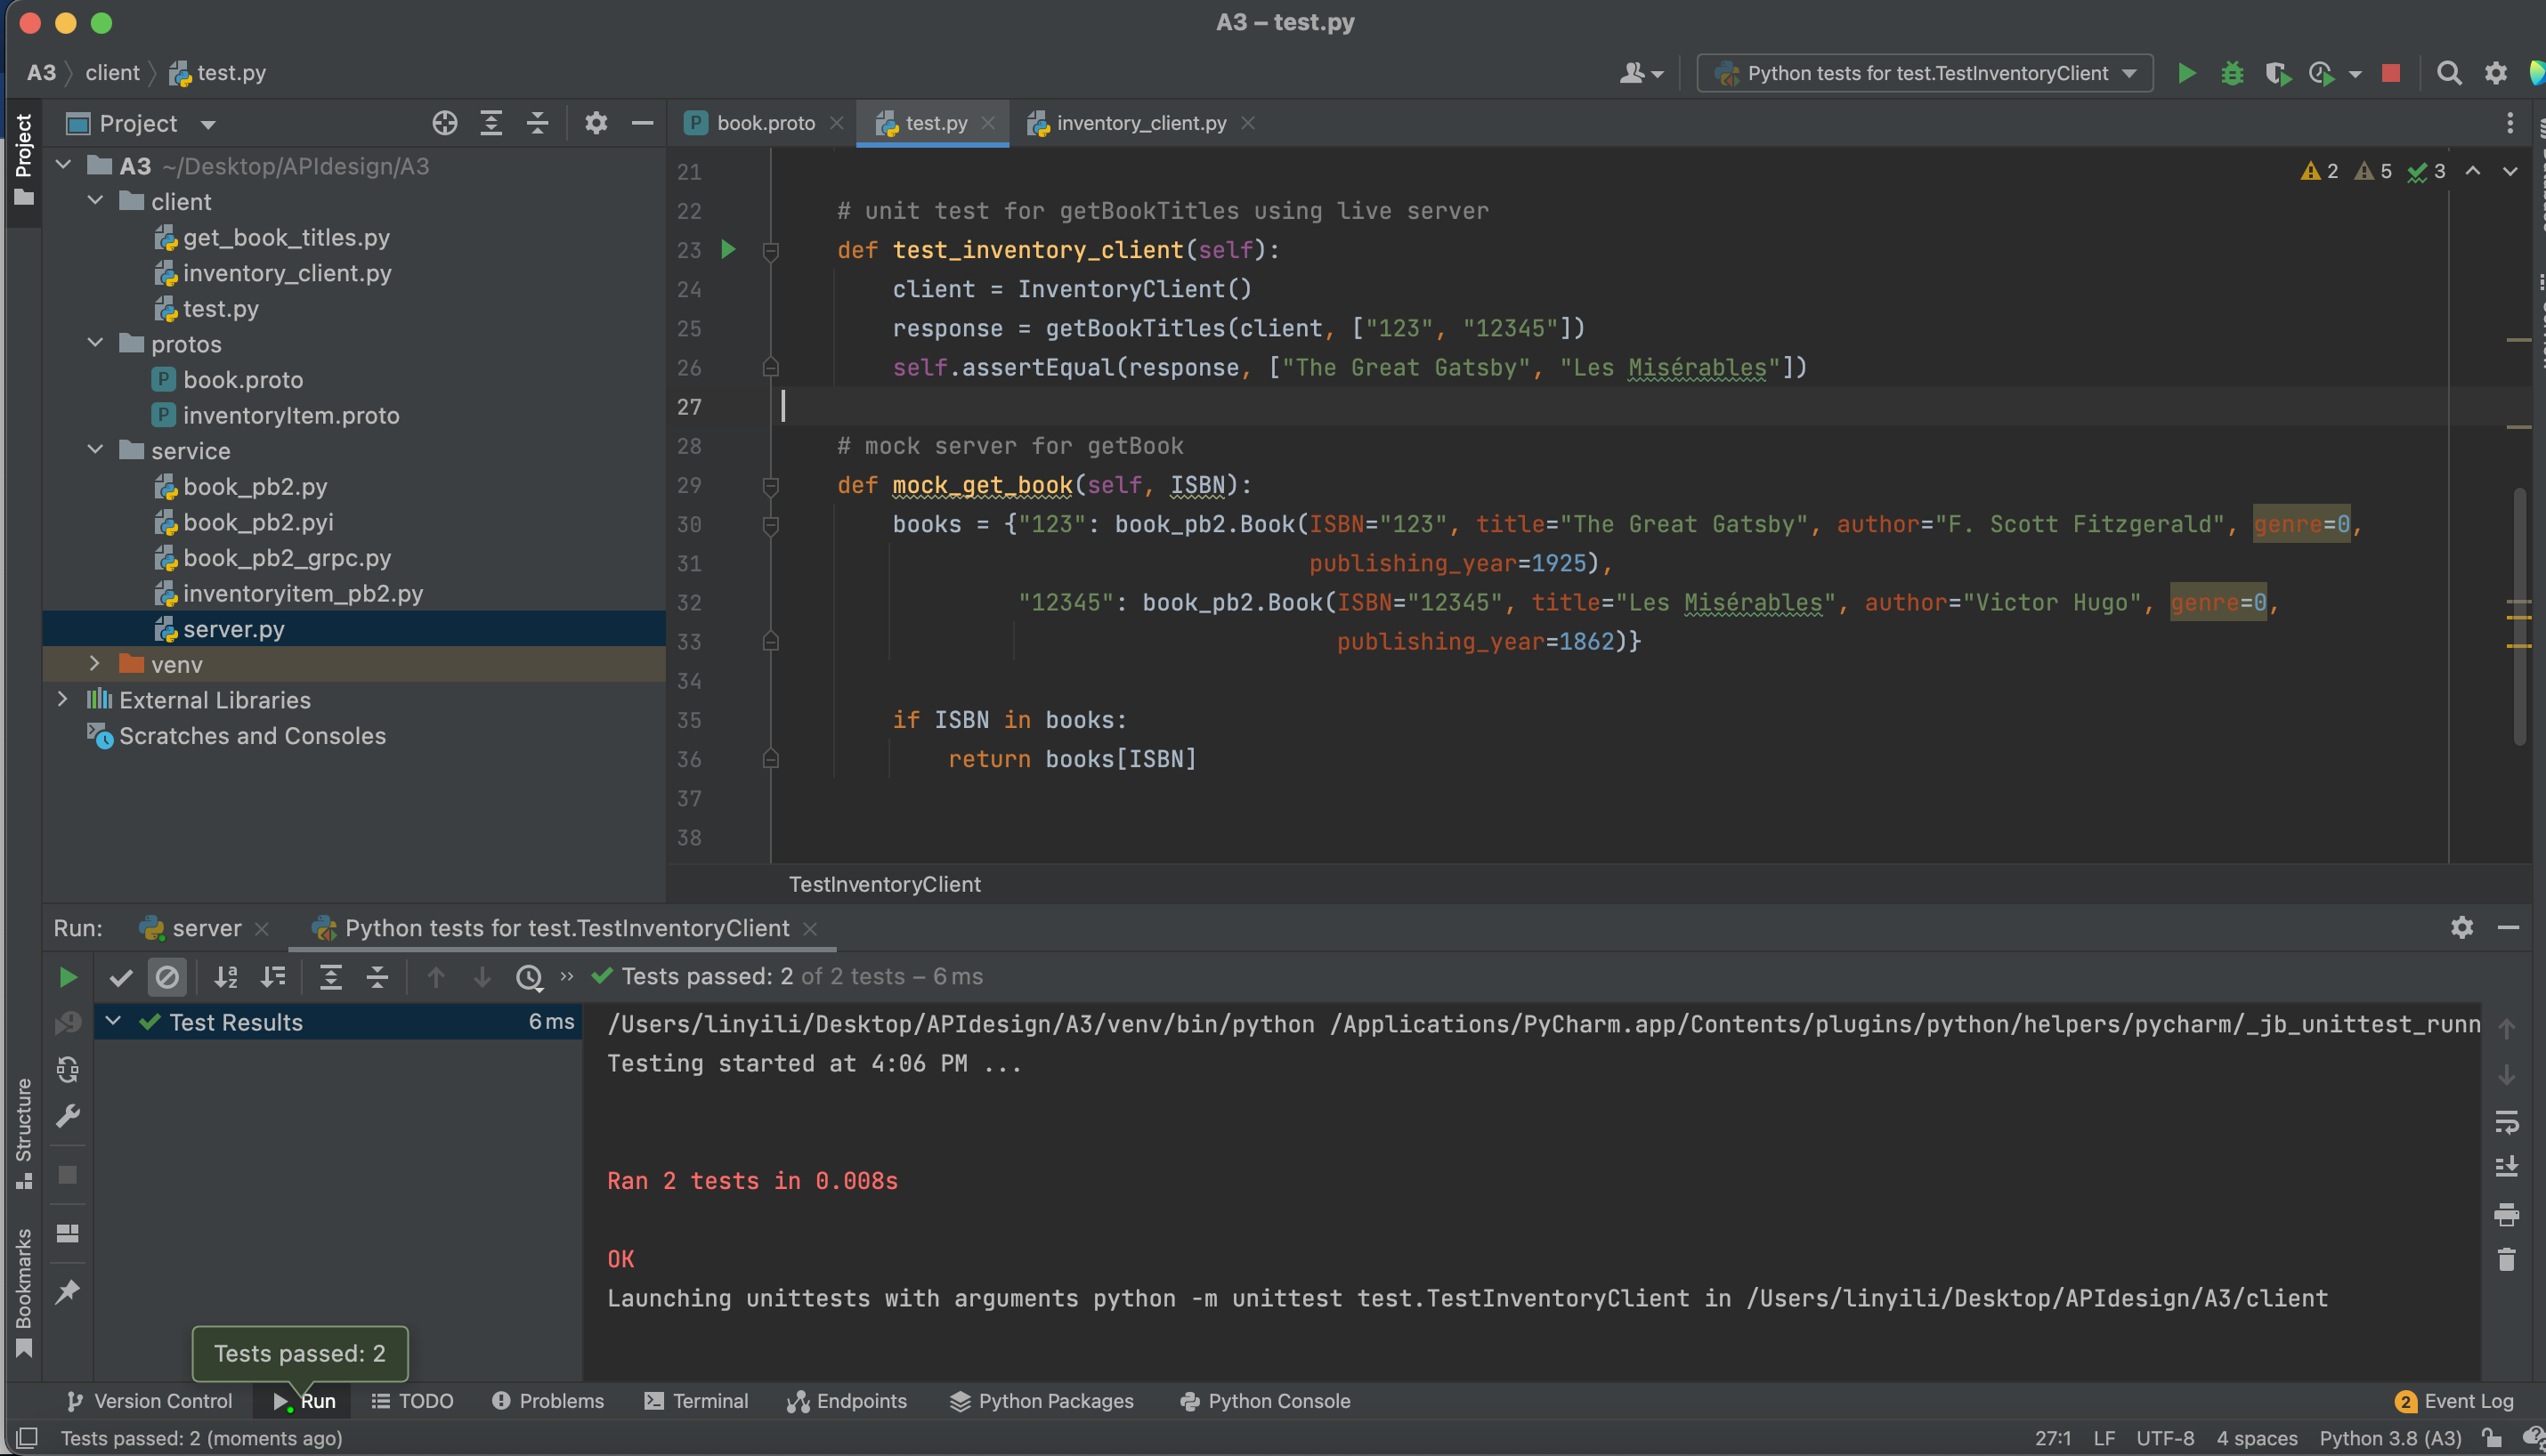 A3 – test.py
A3 client test.py
Python tests for test.TestInventoryClient
Project
Project
book.proto
test.py
inventory_client.py
A3 ~/Desktop/APIdesign/A3
client
get_book_titles.py
inventory_client.py
test.py
protos
book.proto
inventoryItem.proto
service
book_pb2.py
book_pb2.pyi
book_pb2_grpc.py
inventoryitem_pb2.py
server.py
venv
External Libraries
Scratches and Consoles
2 5 3
21
22 # unit test for getBookTitles using live server
23 def test_inventory_client(self):
24 client = InventoryClient()
25 response = getBookTitles(client, ["123", "12345"])
26 self.assertEqual(response, ["The Great Gatsby", "Les Misérables"])
27
28 # mock server for getBook
29 def mock_get_book(self, ISBN):
30 books = {"123": book_pb2.Book(ISBN="123", title="The Great Gatsby", author="F. Scott Fitzgerald", genre=0,
31 publishing_year=1925),
32 "12345": book_pb2.Book(ISBN="12345", title="Les Misérables", author="Victor Hugo", genre=0,
33 publishing_year=1862)}
34
35 if ISBN in books:
36 return books[ISBN]
37
38
TestInventoryClient
Run: server Python tests for test.TestInventoryClient
Tests passed: 2 of 2 tests – 6 ms
Test Results 6 ms
/Users/linyili/Desktop/APIdesign/A3/venv/bin/python /Applications/PyCharm.app/Contents/plugins/python/helpers/pycharm/_jb_unittest_runn
Testing started at 4:06 PM ...
Ran 2 tests in 0.008s
OK
Launching unittests with arguments python -m unittest test.TestInventoryClient in /Users/linyili/Desktop/APIdesign/A3/client
Structure
Bookmarks
Tests passed: 2
Version Control Run TODO Problems Terminal Endpoints Python Packages Python Console 2 Event Log
Tests passed: 2 (moments ago) 27:1 LF UTF-8 4 spaces Python 3.8 (A3)